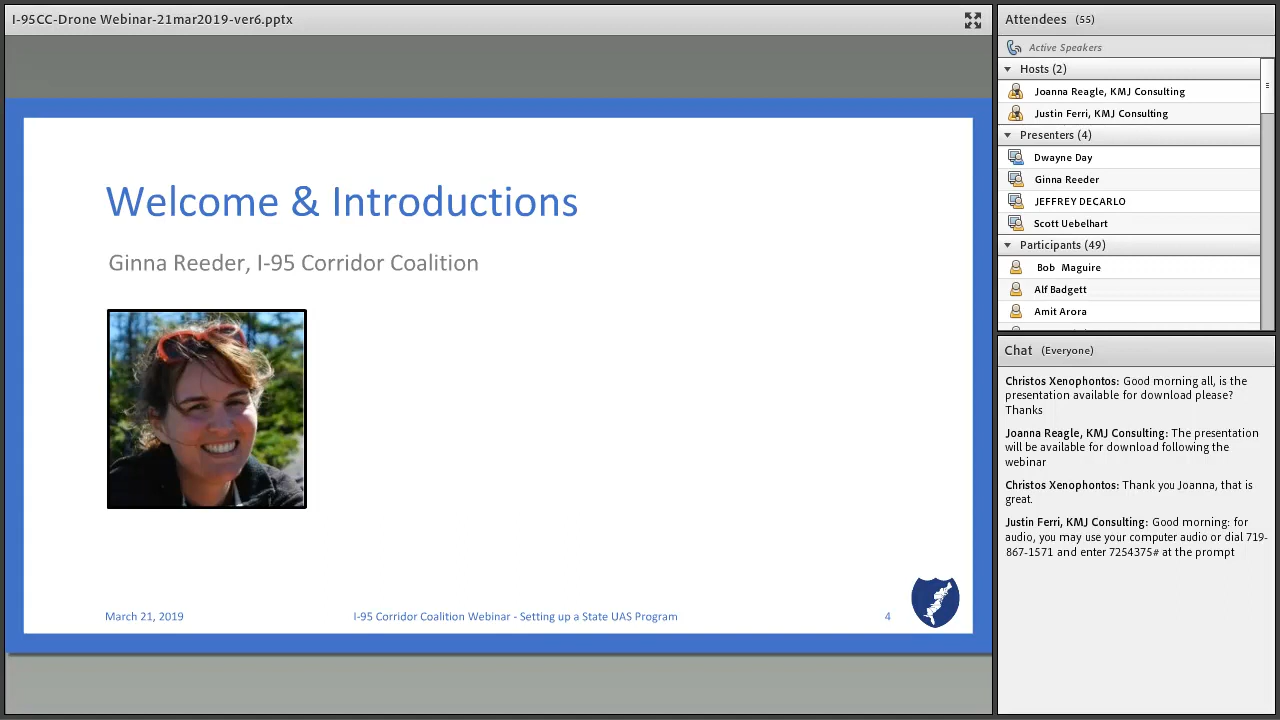 I-95CC-Drone Webinar-21mar2019-ver6.pptx
Welcome & Introductions
Ginna Reeder, I-95 Corridor Coalition
March 21, 2019
I-95 Corridor Coalition Webinar - Setting up a State UAS Program
4
Attendees (55)
Active Speakers
Hosts (2)
Joanna Reagle, KMJ Consulting
Justin Ferri, KMJ Consulting
Presenters (4)
Dwayne Day
Ginna Reeder
JEFFREY DECARLO
Scott Uebelhart
Participants (49)
Bob Maguire
Alf Badgett
Amit Arora
Chat (Everyone)
Christos Xenophontos: Good morning all, is the
presentation available for download please?
Thanks
Joanna Reagle, KMJ Consulting: The presentation
will be available for download following the
webinar
Christos Xenophontos: Thank you Joanna, that is
great.
Justin Ferri, KMJ Consulting: Good morning: for
audio, you may use your computer audio or dial 719-
867-1571 and enter 7254375# at the prompt